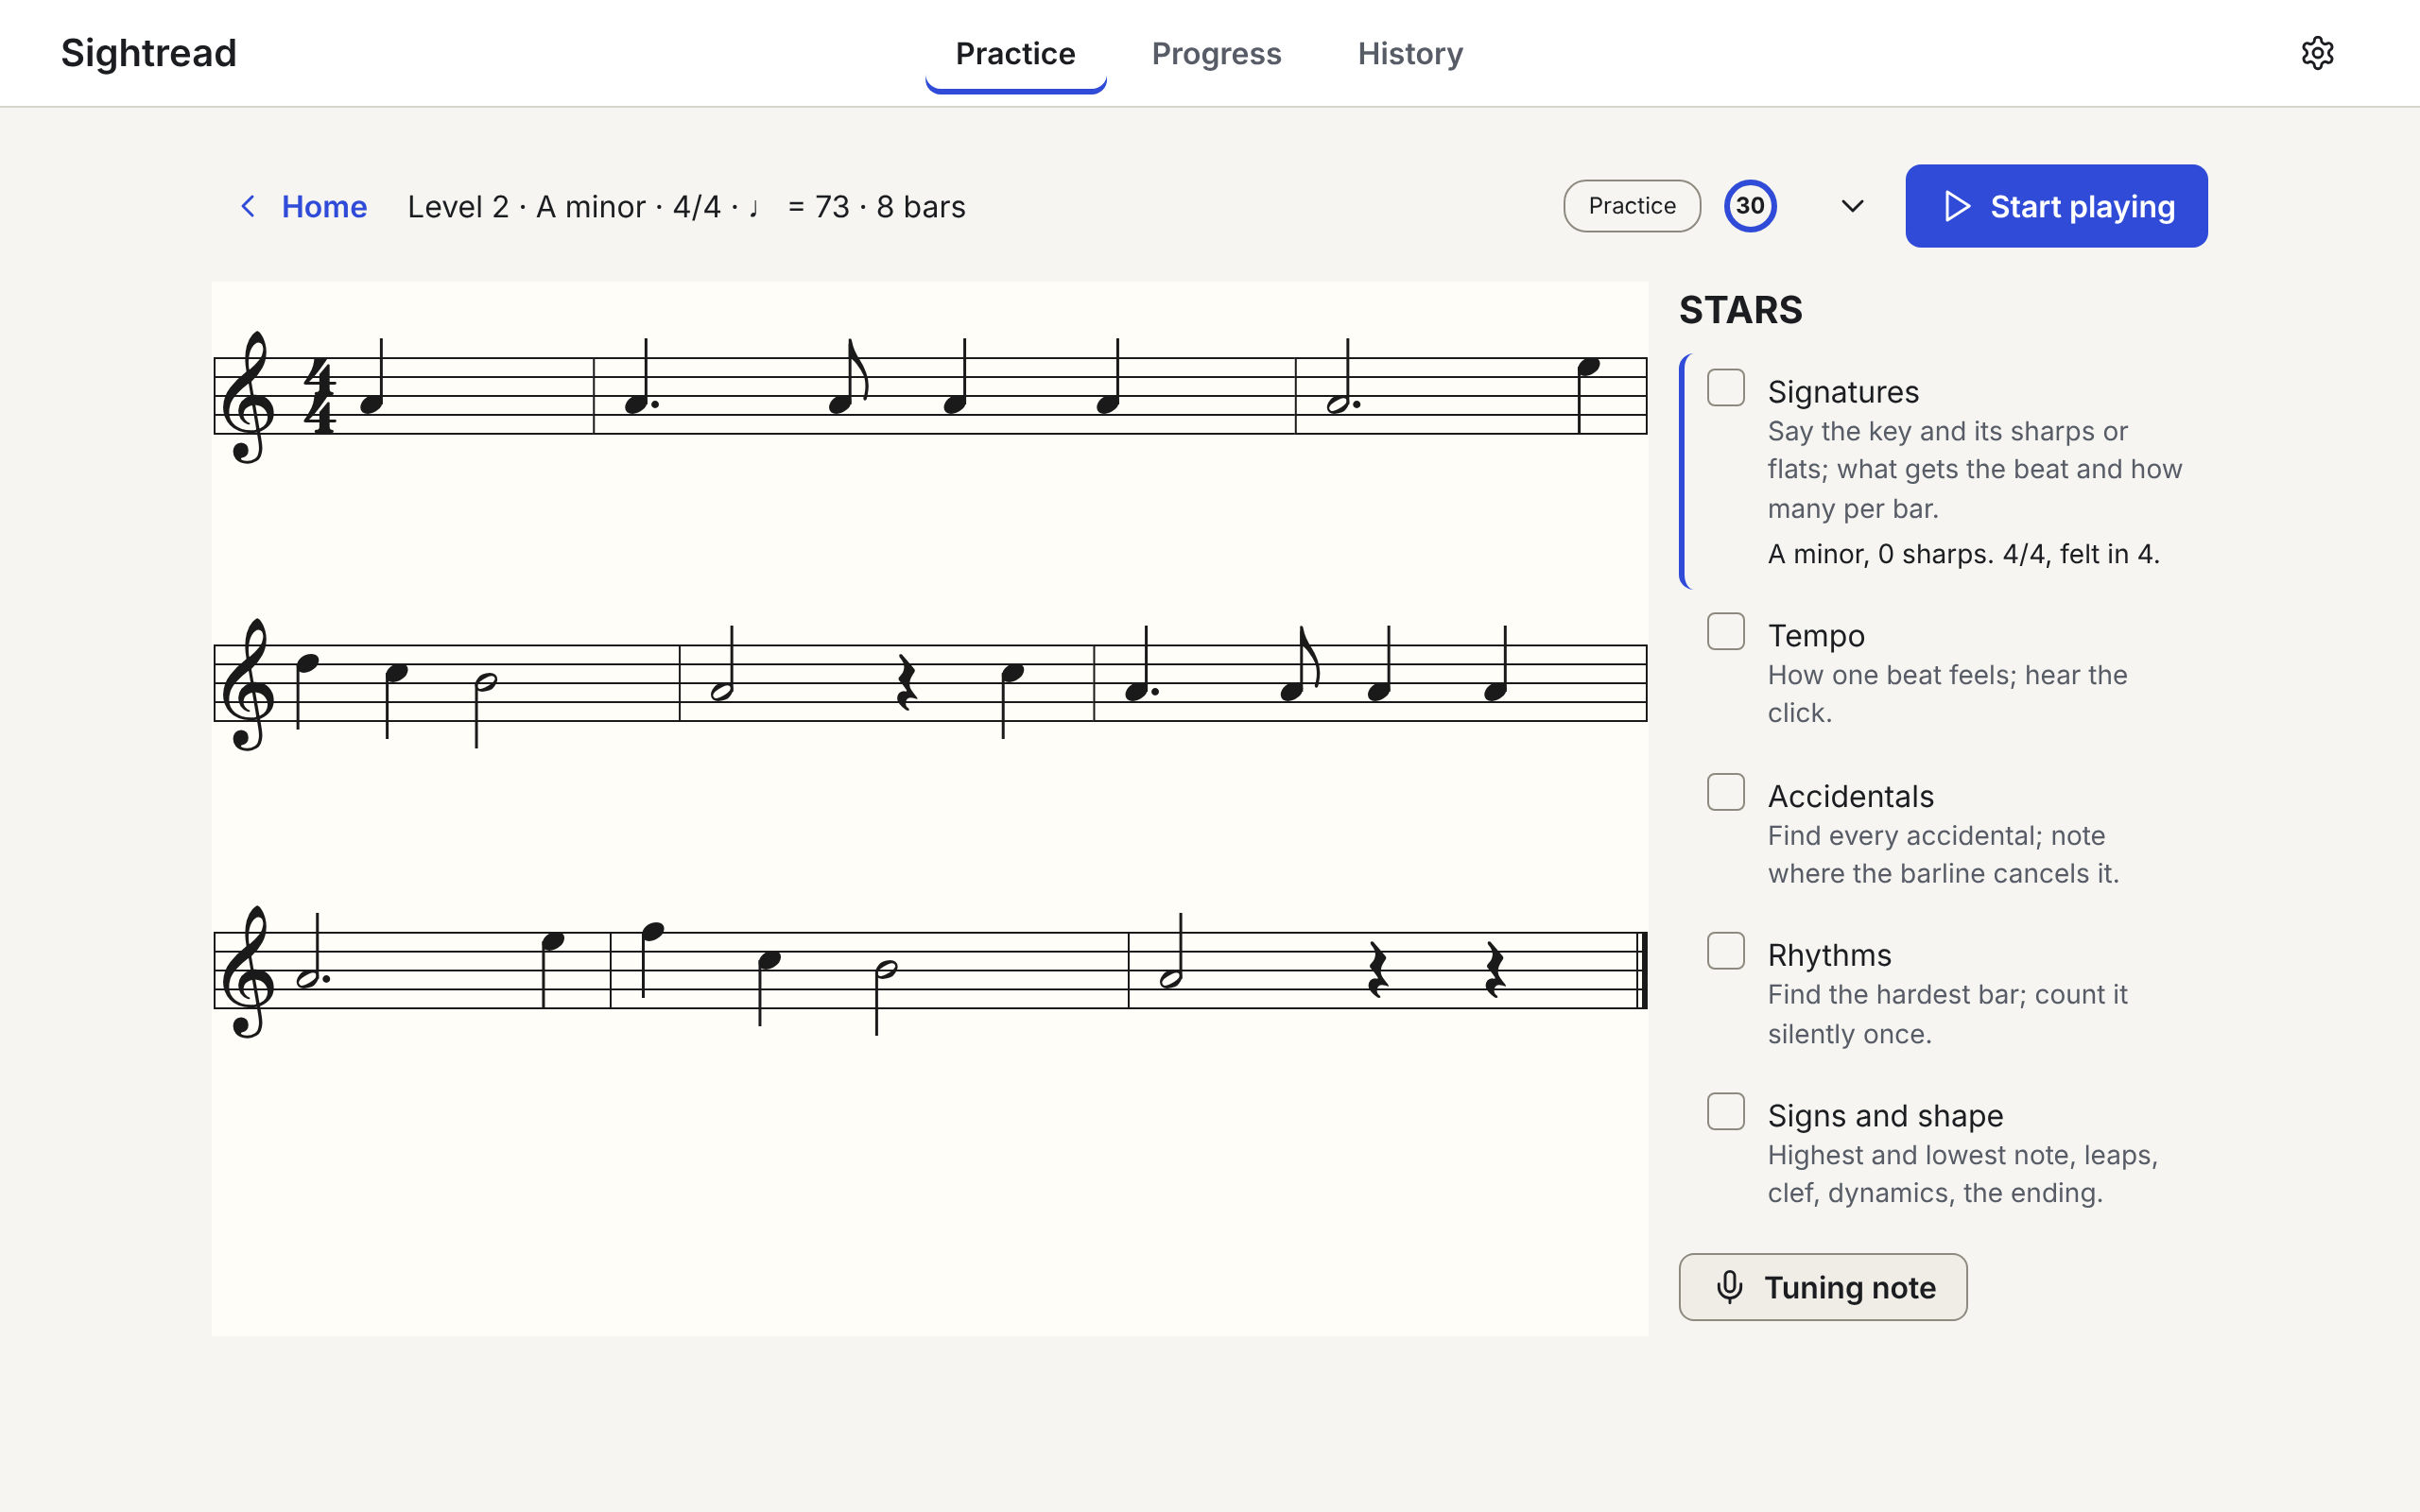 Sightread
Practice
Progress
History
Home
Level 2 · A minor · 4/4 · ♩ = 73 · 8 bars
Practice
30
Start playing
4
4
STARS
Signatures
Say the key and its sharps or
flats; what gets the beat and how
many per bar.
A minor, 0 sharps. 4/4, felt in 4.
Tempo
How one beat feels; hear the
click.
Accidentals
Find every accidental; note
where the barline cancels it.
Rhythms
Find the hardest bar; count it
silently once.
Signs and shape
Highest and lowest note, leaps,
clef, dynamics, the ending.
Tuning note